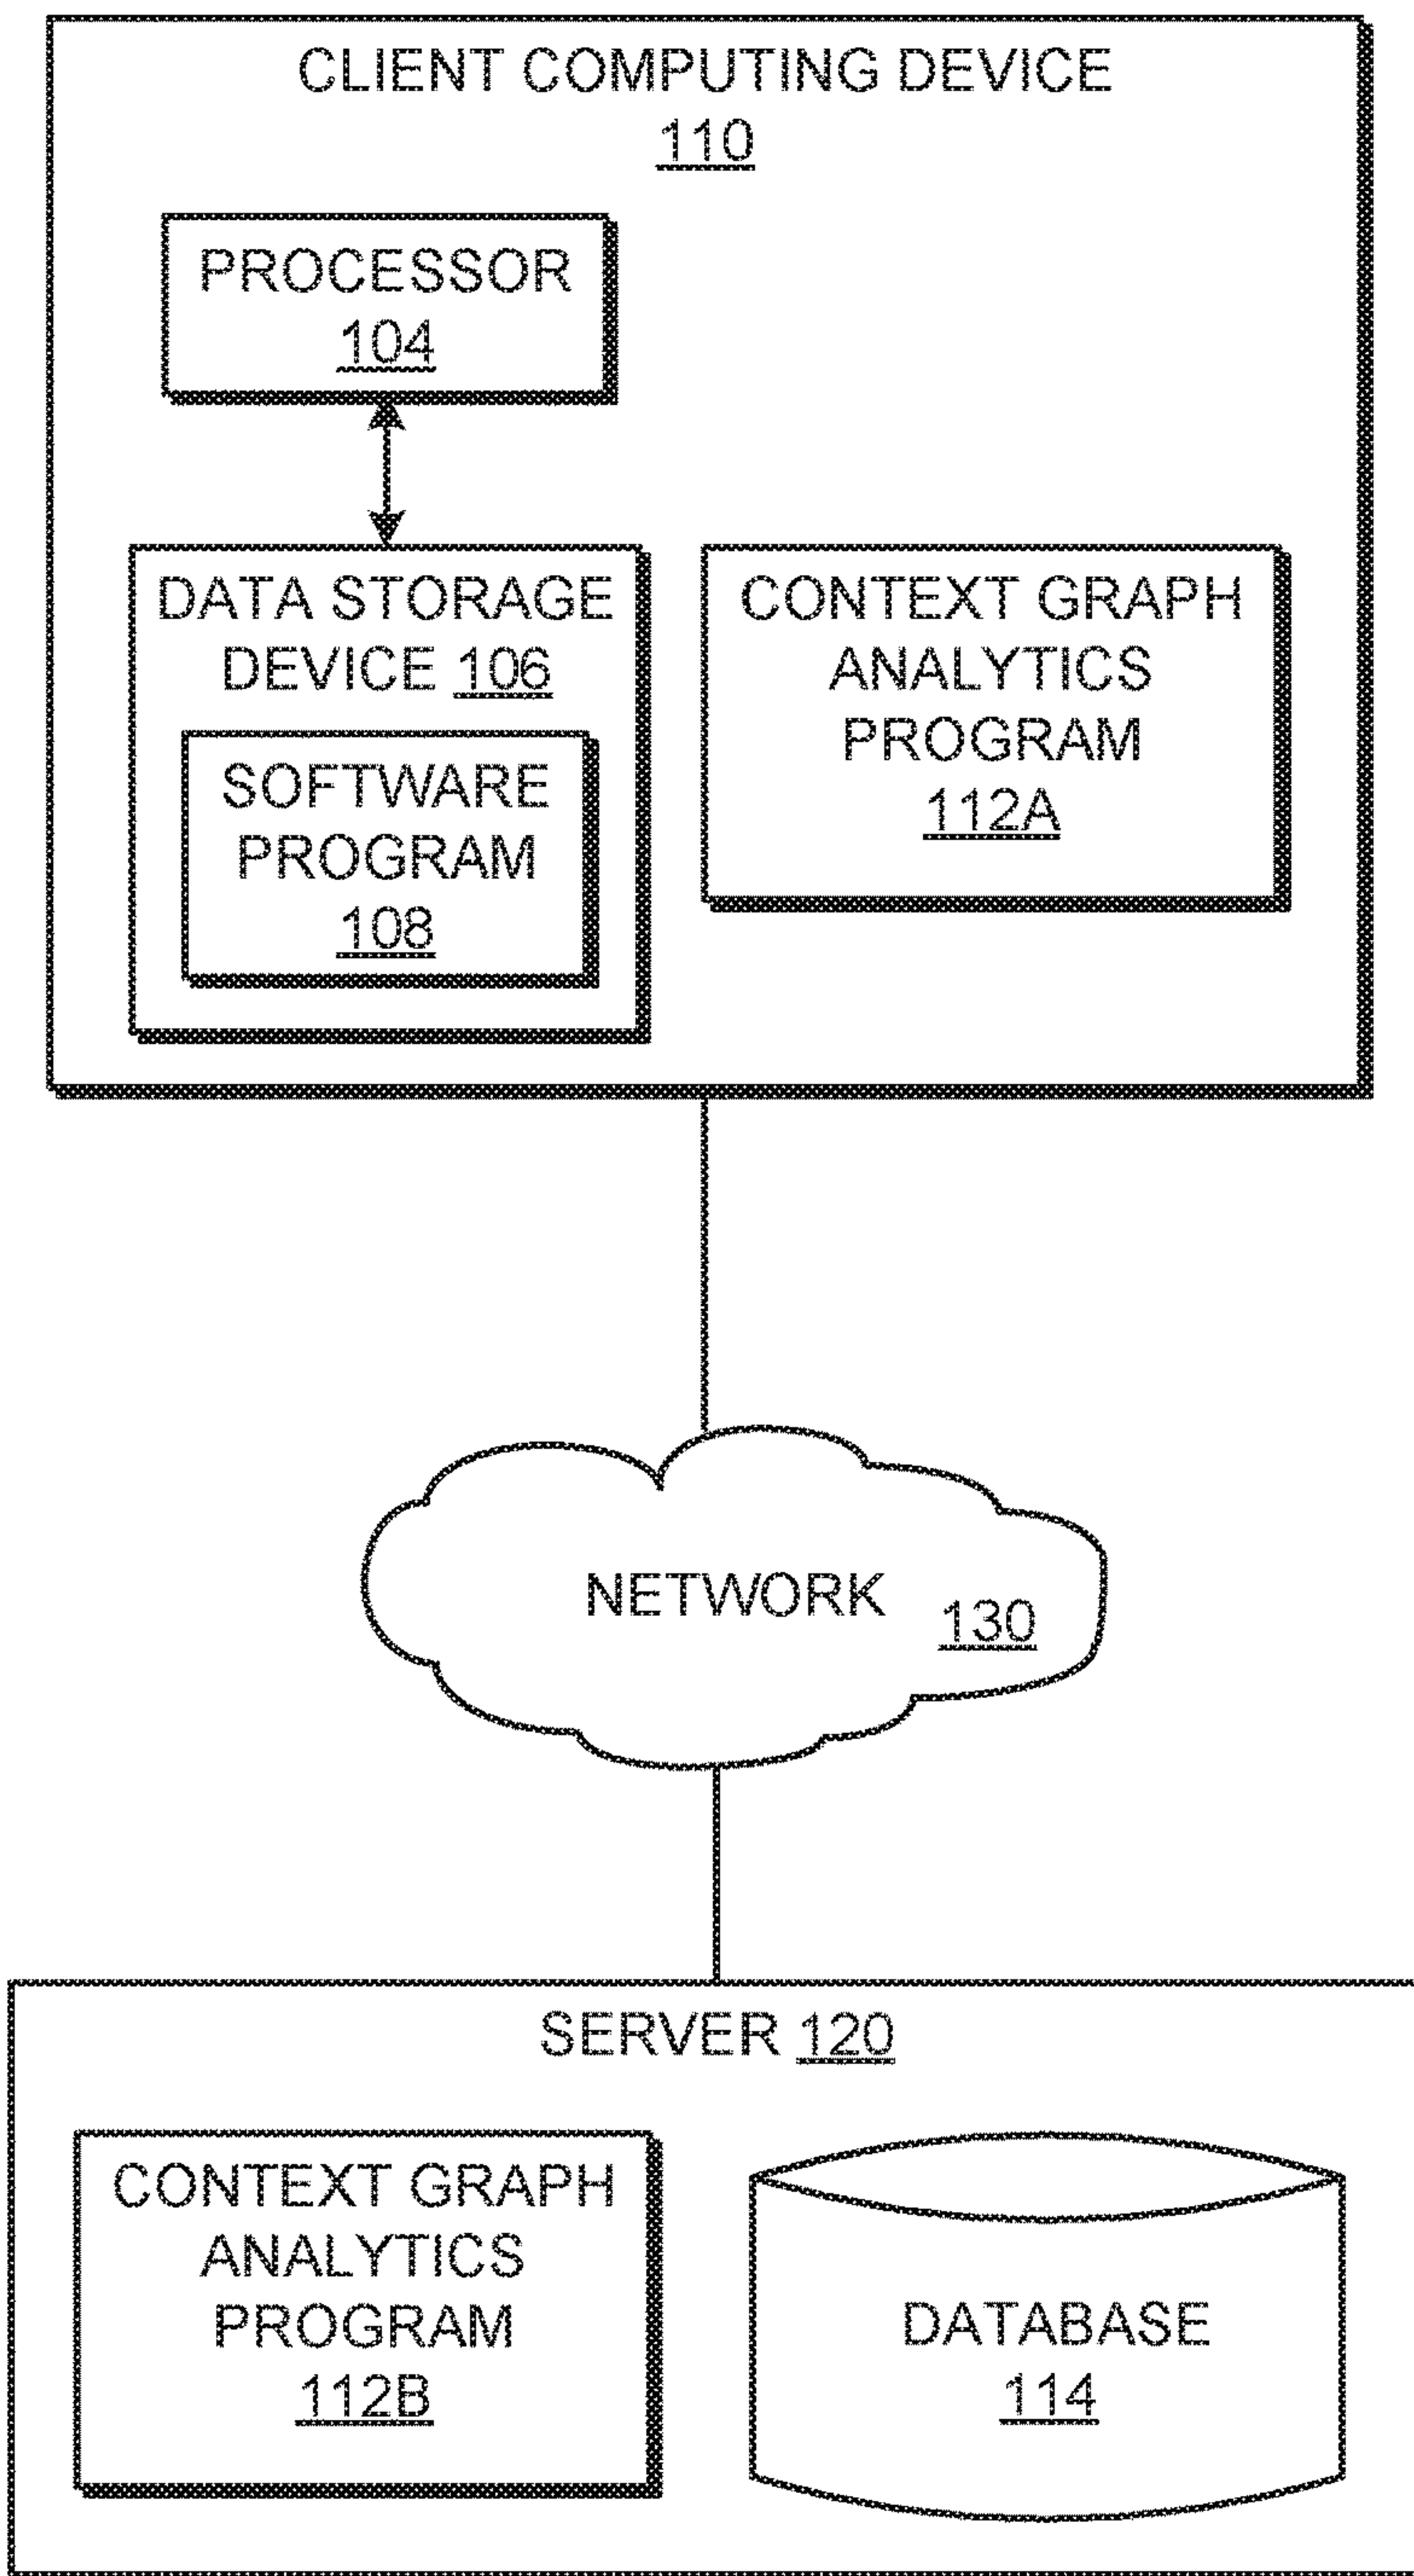 CLIENT COMPUTING DEVICE
110
PROCESSOR
104
DATA STORAGE
DEVICE 106
SOFTWARE
PROGRAM
108
CONTEXT GRAPH
ANALYTICS
PROGRAM
112A
NETWORK
130
SERVER 120
CONTEXT GRAPH
ANALYTICS
PROGRAM
112B
DATABASE
114